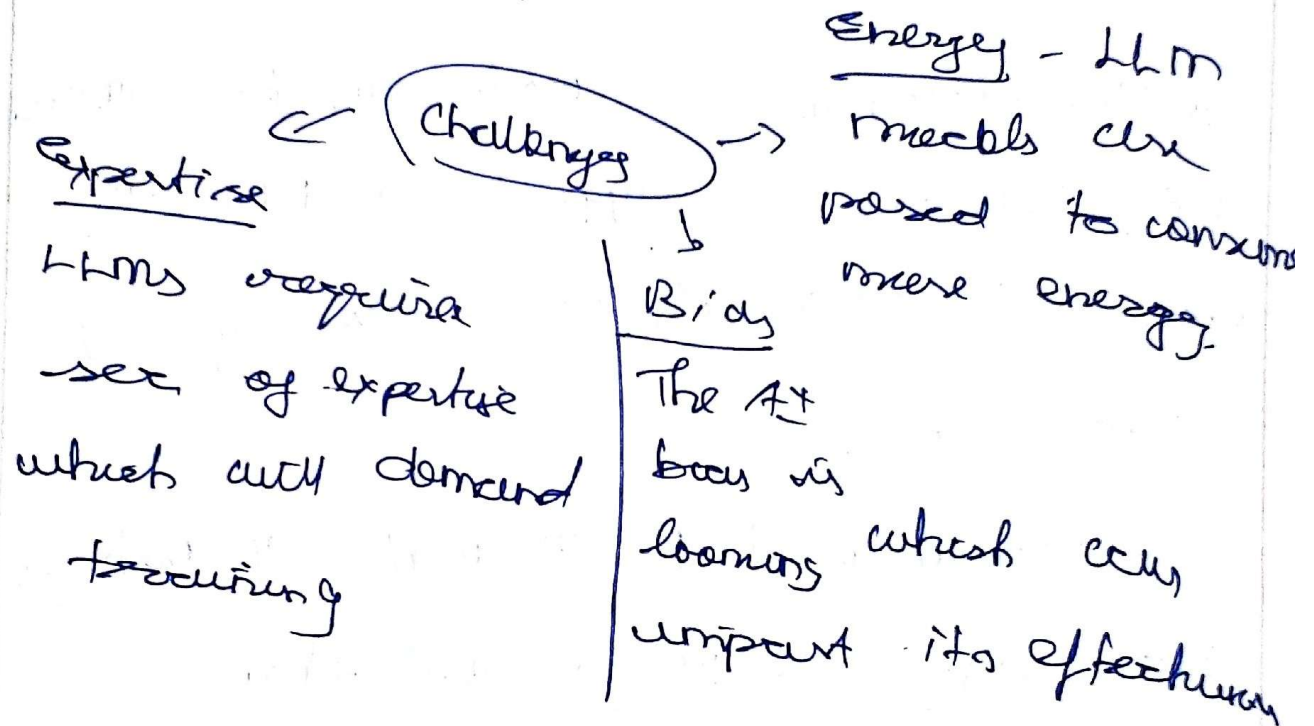 Challenges
Expertise
LLMs require
set of expertise
which will demand
training
Bias
The AI
bias is
looming which can
impact its effectiveness
Energy - LLM
models are
posed to consume
more energy.